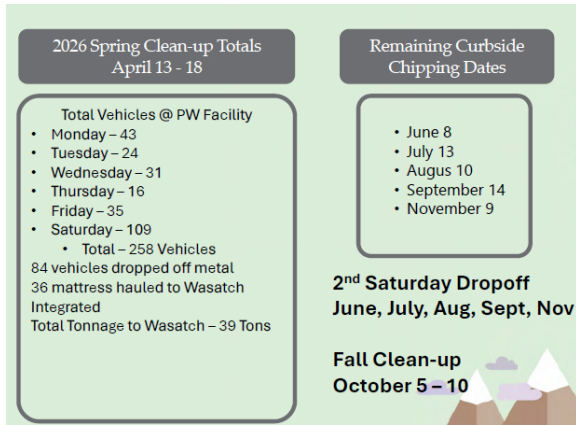 2026 Spring Clean-up Totals
April 13 - 18
Total Vehicles @ PW Facility
• Monday – 43
• Tuesday – 24
• Wednesday – 31
• Thursday – 16
• Friday – 35
• Saturday – 109
• Total – 258 Vehicles
84 vehicles dropped off metal
36 mattress hauled to Wasatch
Integrated
Total Tonnage to Wasatch – 39 Tons
Remaining Curbside
Chipping Dates
• June 8
• July 13
• Augus 10
• September 14
• November 9
2nd Saturday Dropoff
June, July, Aug, Sept, Nov
Fall Clean-up
October 5 – 10